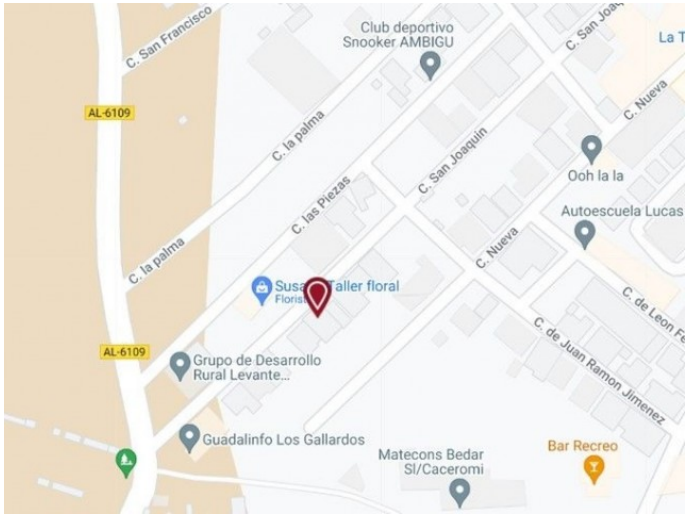 C. San Francisco
Club deportivo
Snooker AMBIGU
C. San Joaq
La T
AL-6109
C. Nueva
C. la palma
C. San Joaquin
Ooh la la
C. las Piezas
Autoescuela Lucas
C. la palma
C. Nueva
Susa Taller floral
Florist
C. de Leon Fe
C. de Juan Ramon Jimenez
AL-6109
Grupo de Desarrollo
Rural Levante...
Guadalinfo Los Gallardos
Matecons Bedar
Sl/Caceromi
Bar Recreo